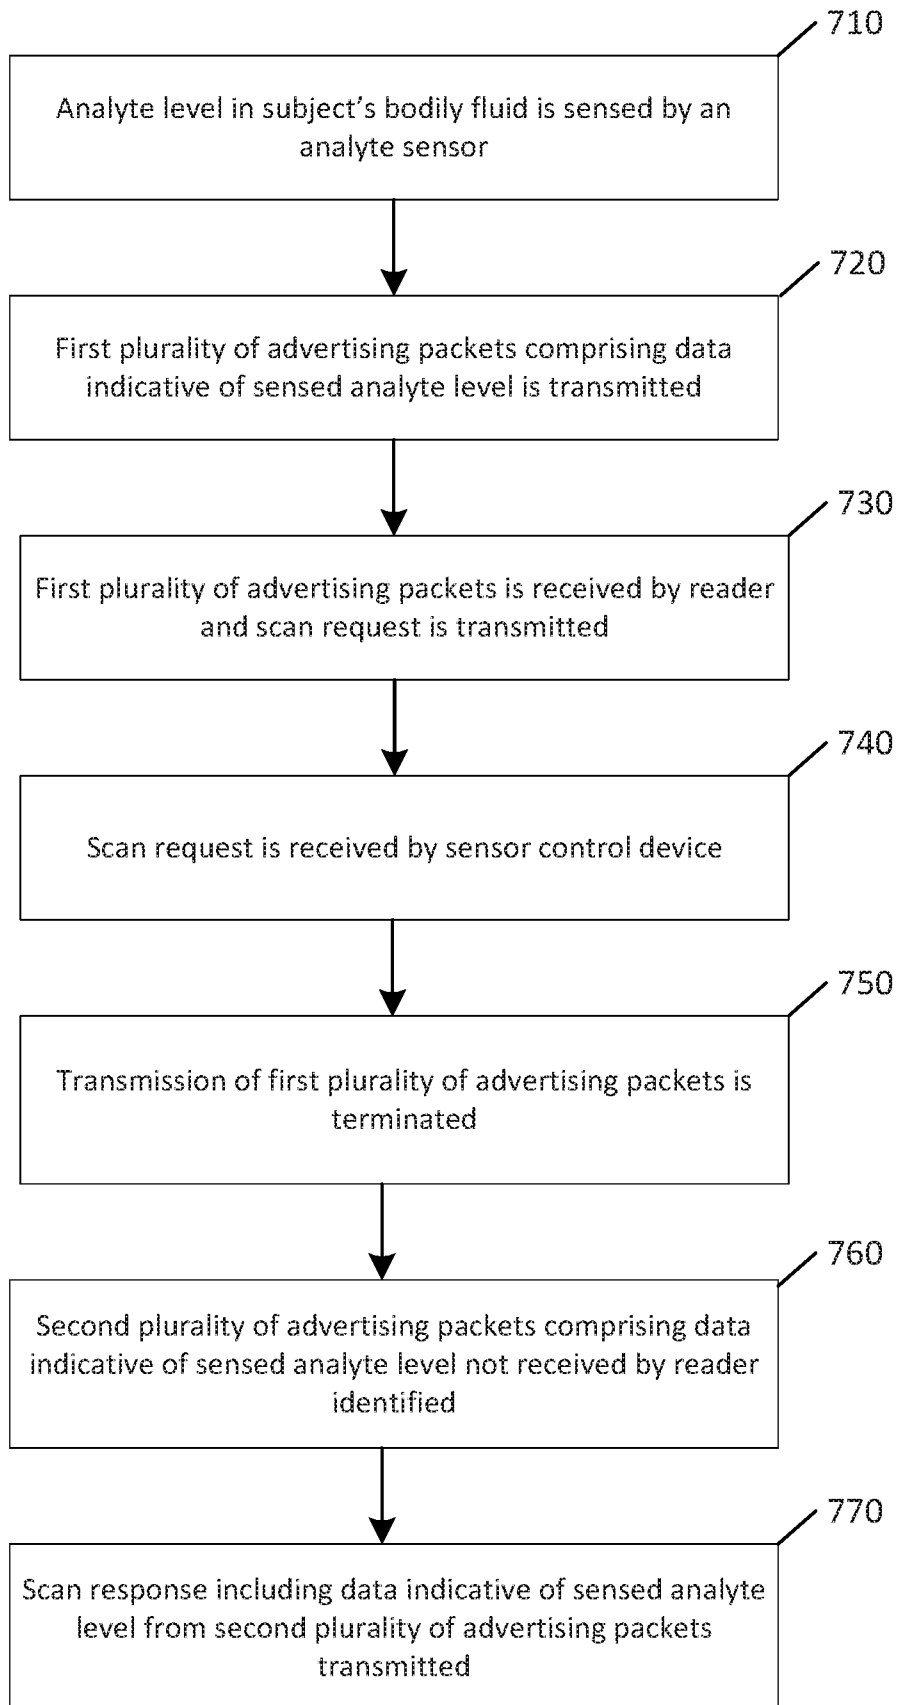 710
Analyte level in subject's bodily fluid is sensed by an
analyte sensor
720
First plurality of advertising packets comprising data
indicative of sensed analyte level is transmitted
730
First plurality of advertising packets is received by reader
and scan request is transmitted
740
Scan request is received by sensor control device
750
Transmission of first plurality of advertising packets is
terminated
760
Second plurality of advertising packets comprising data
indicative of sensed analyte level not received by reader
identified
770
Scan response including data indicative of sensed analyte
level from second plurality of advertising packets
transmitted